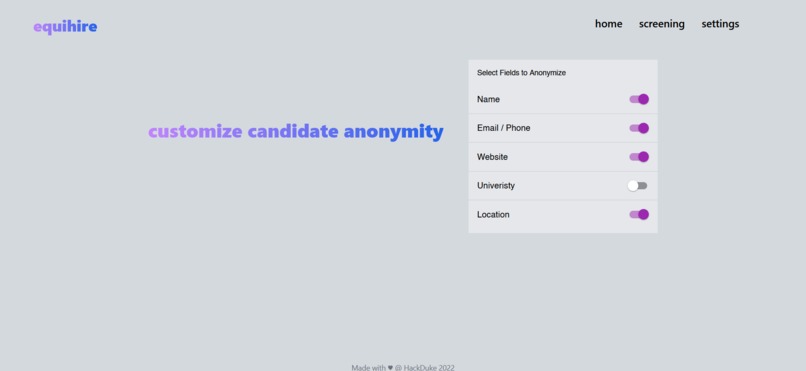 equihire
home screening settings
Select Fields to Anonymize
Name
customize candidate anonymity
Email / Phone
Website
Univeristy
Location
Made with ♥ @ HackDuke 2022